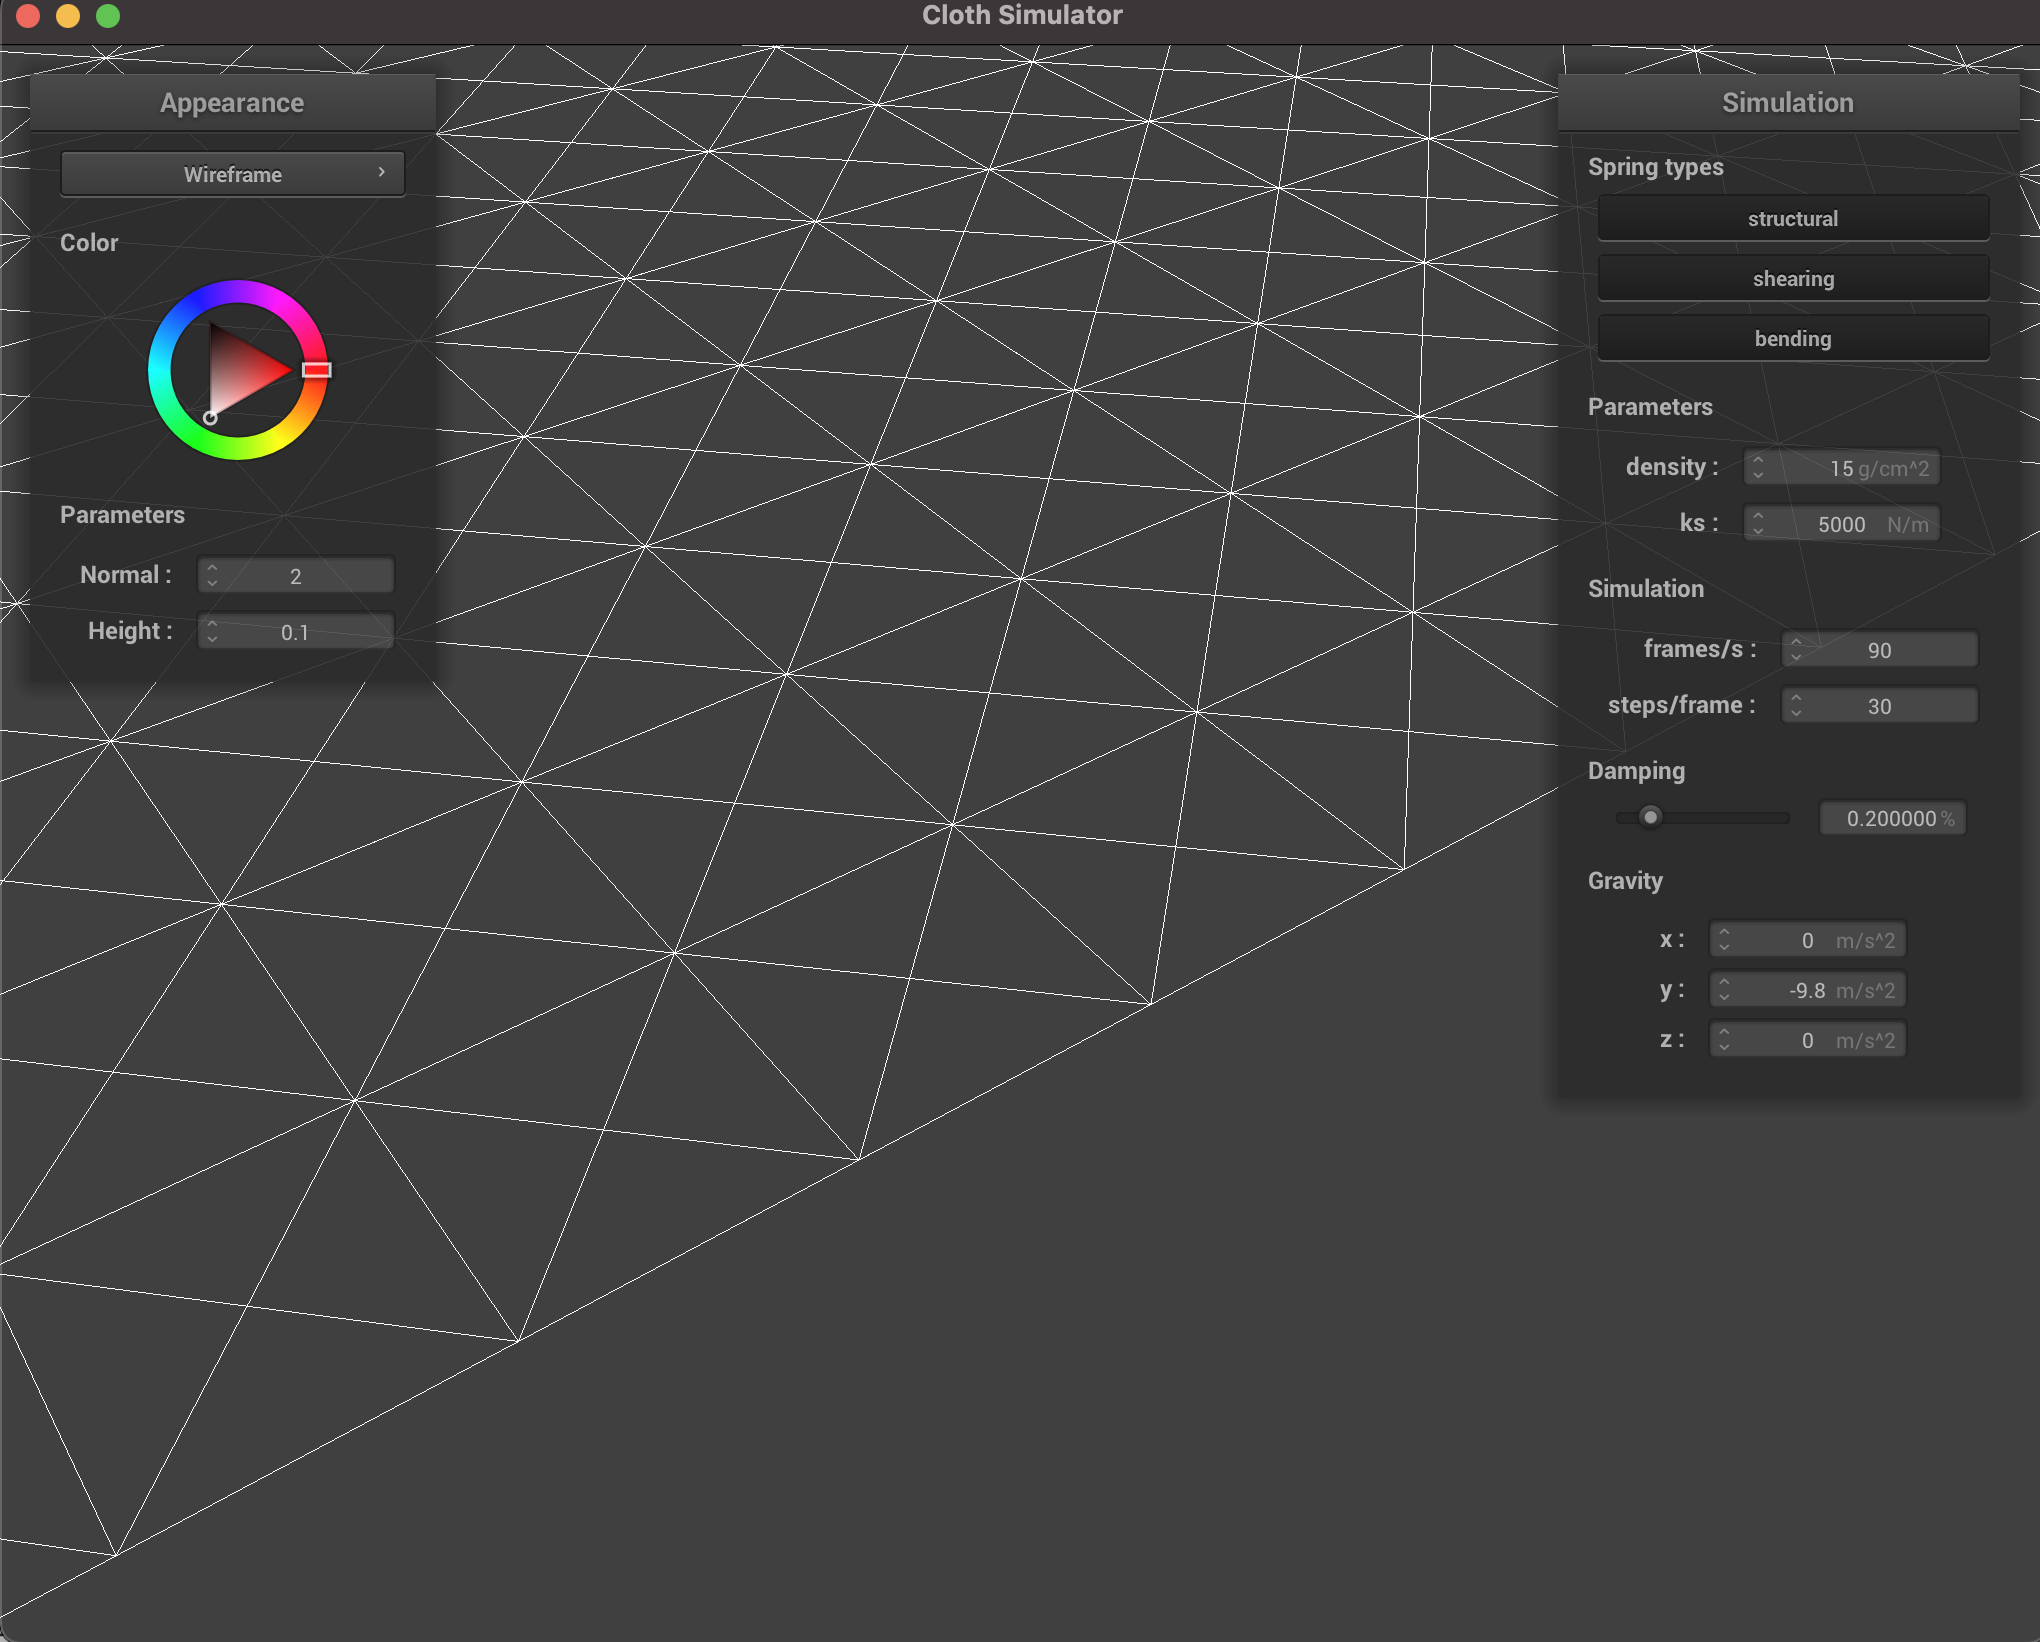 Cloth Simulator
Appearance
Wireframe
Color
Parameters
Normal : 2
Height : 0.1
Simulation
Spring types
structural
shearing
bending
Parameters
density : 15 g/cm^2
ks : 5000 N/m
Simulation
frames/s : 90
steps/frame : 30
Damping
0.200000 %
Gravity
x : 0 m/s^2
y : -9.8 m/s^2
z : 0 m/s^2